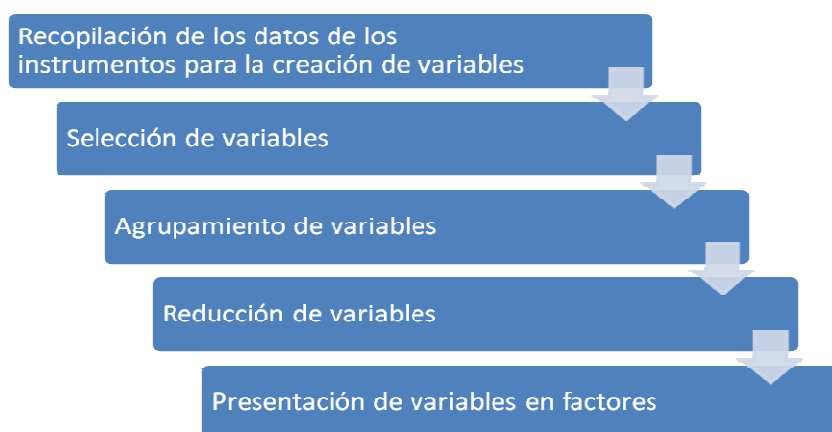 Recopilación de los datos de los
instrumentos para la creación de variables
Selección de variables
Agrupamiento de variables
Reducción de variables
Presentación de variables en factores